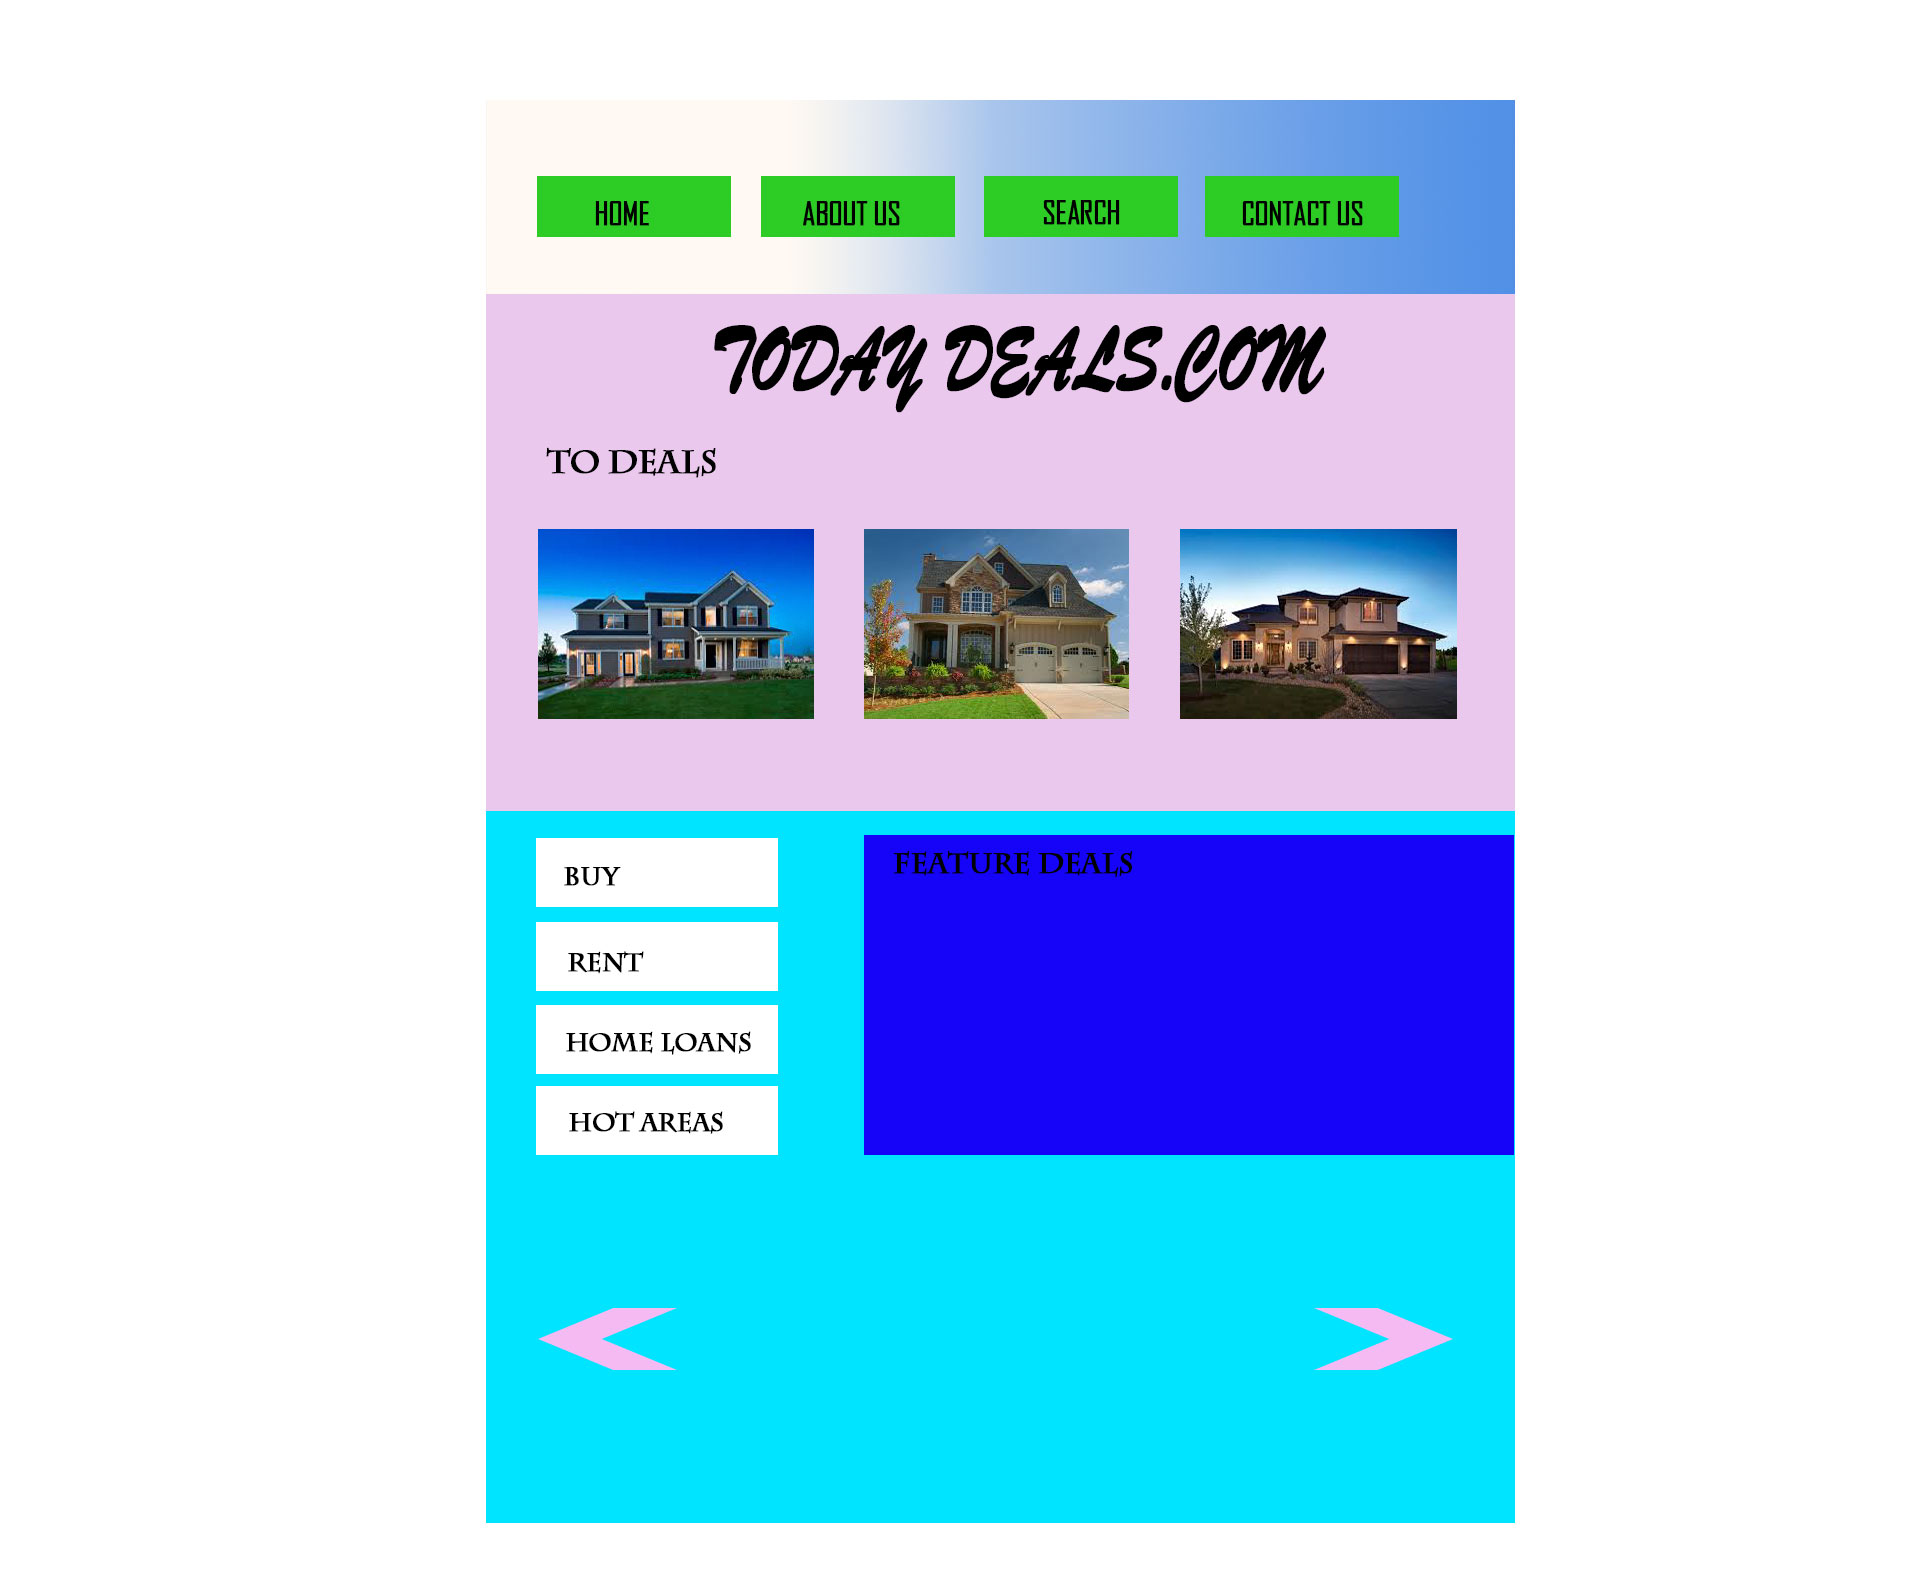 HOME
ABOUT US
SEARCH
CONTACT US
TODAY DEALS.COM
TO DEALS
BUY
FEATURE DEALS
RENT
HOME LOANS
HOT AREAS